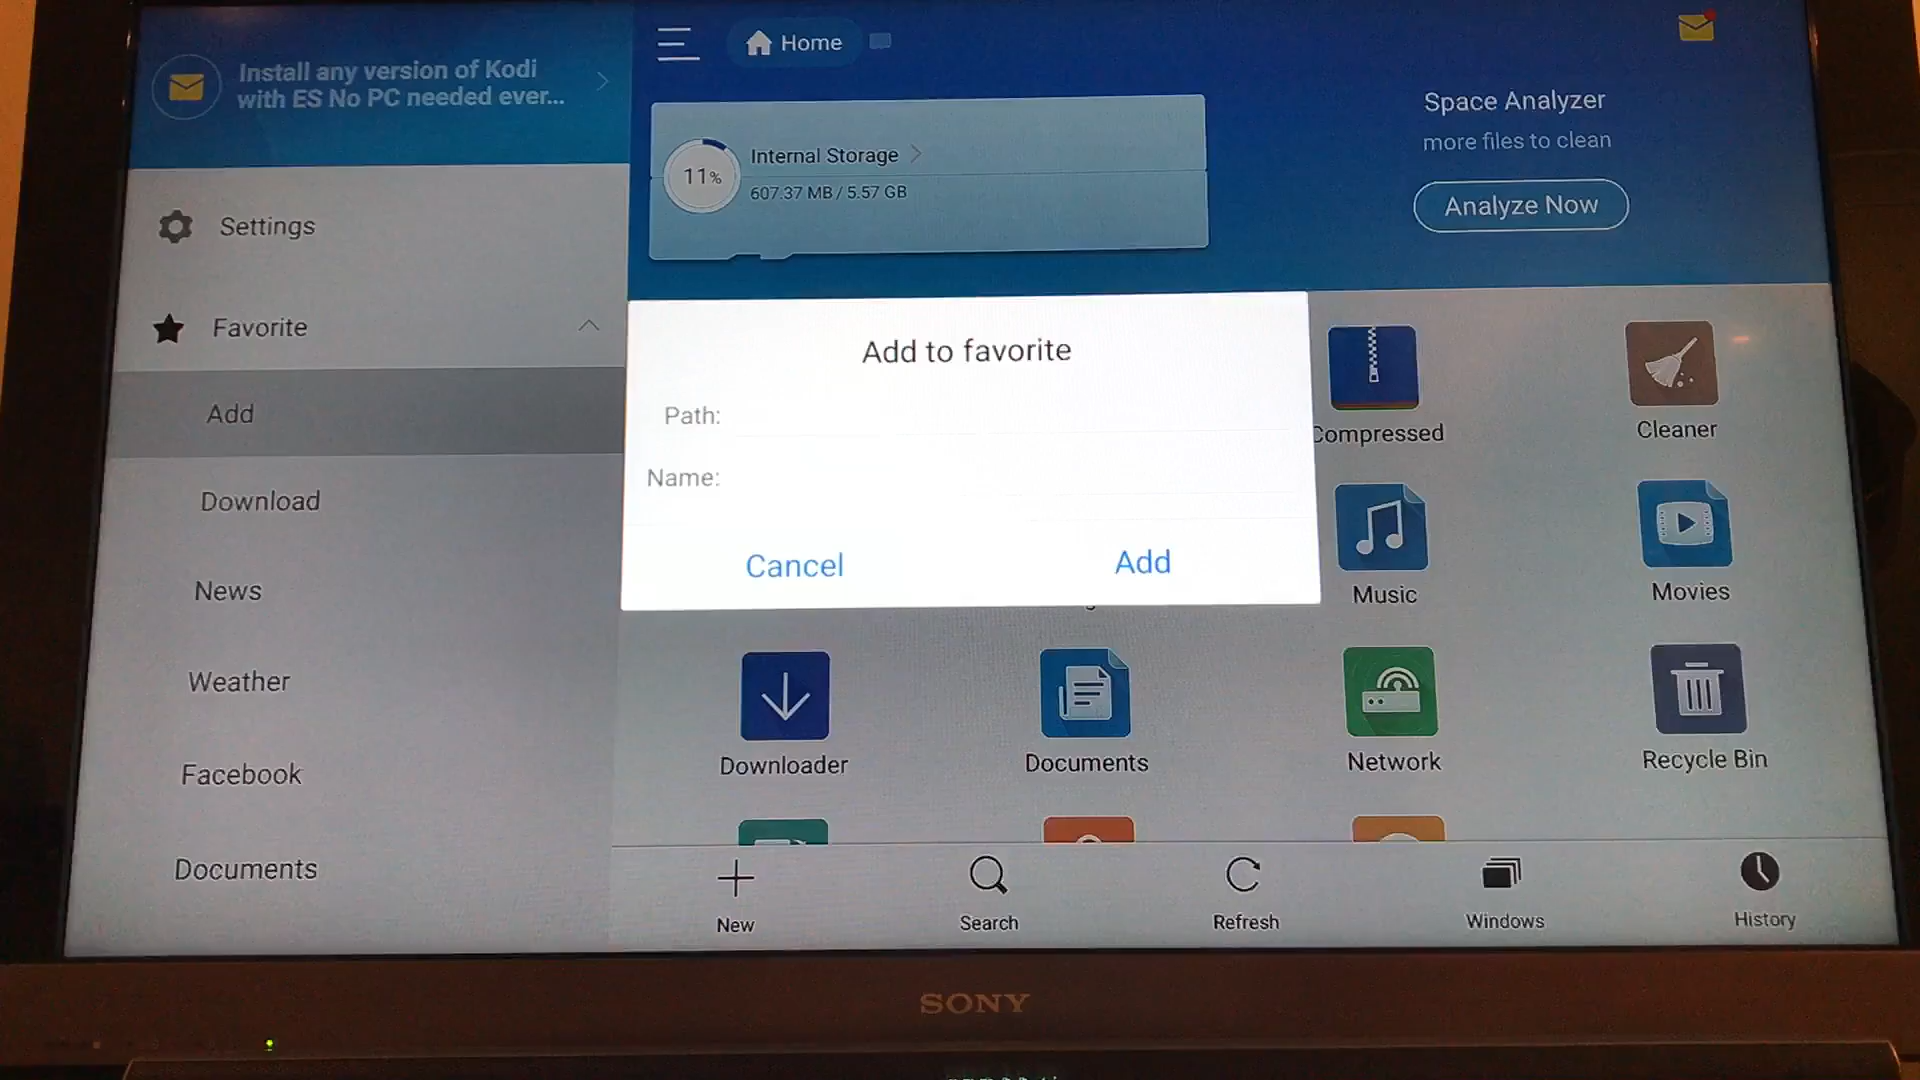 Install any version of Kodi
with ES No PC needed ever...
Settings
Favorite
Add
Download
News
Weather
Facebook
Documents
Home
11%
Internal Storage
607.37 MB / 5.57 GB
Space Analyzer
more files to clean
Analyze Now
Add to favorite
Path:
Name:
Cancel
Add
Compressed
Cleaner
Music
Movies
Downloader
Documents
Network
Recycle Bin
New
Search
Refresh
Windows
History
SONY